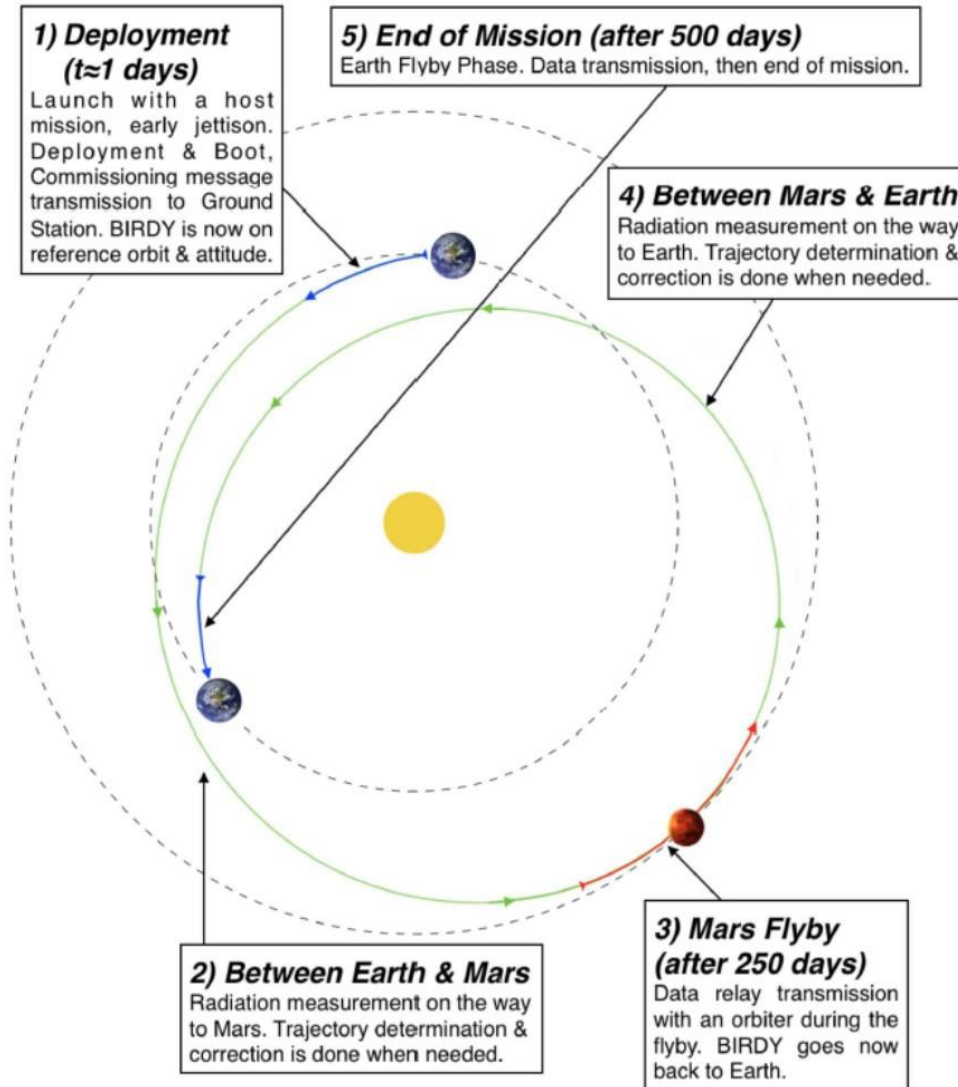 1) Deployment
(t≈1 days)
Launch with a host
mission, early jettison.
Deployment & Boot,
Commissioning message
transmission to Ground
Station. BIRDY is now on
reference orbit & attitude.
5) End of Mission (after 500 days)
Earth Flyby Phase. Data transmission, then end of mission.
4) Between Mars & Earth
Radiation measurement on the way
to Earth. Trajectory determination &
correction is done when needed.
2) Between Earth & Mars
Radiation measurement on the way
to Mars. Trajectory determination &
correction is done when needed.
3) Mars Flyby
(after 250 days)
Data relay transmission
with an orbiter during the
flyby. BIRDY goes now
back to Earth.